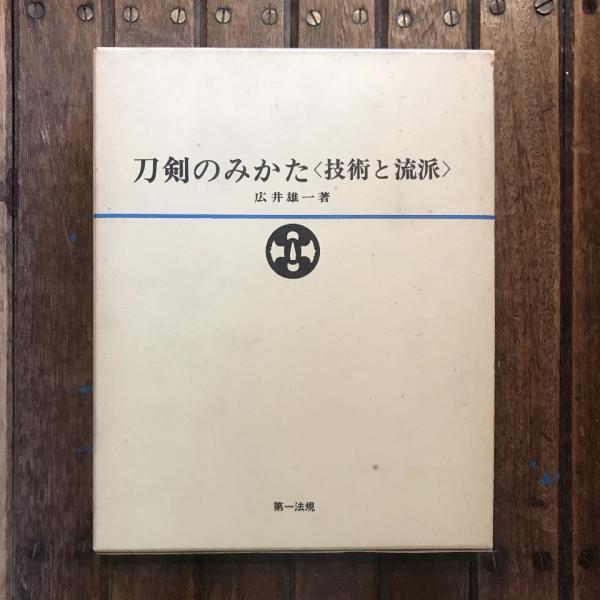 刀剣のみかた〈技術と流派〉
広井雄一著
第一法規